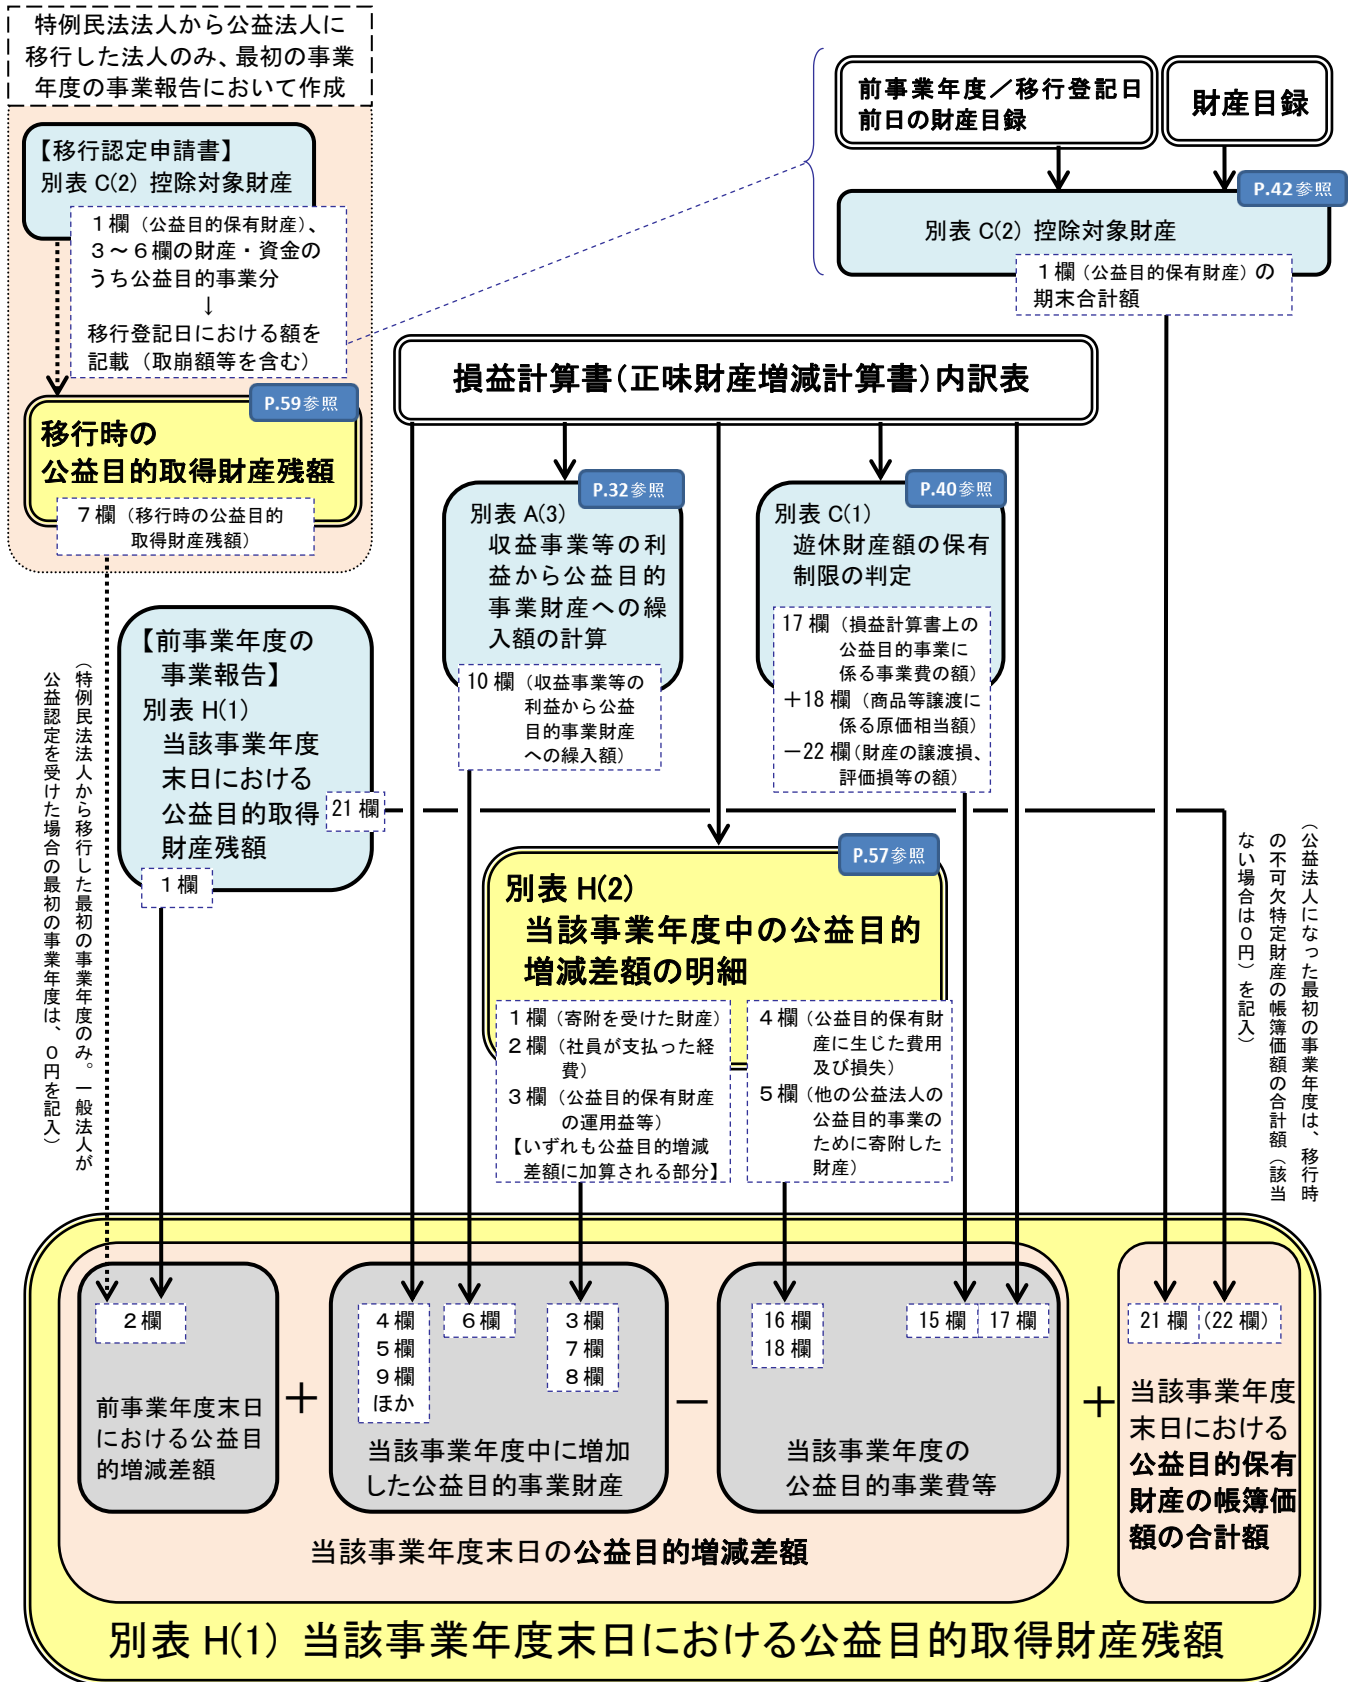 特例民法法人から公益法人に
移行した法人のみ、最初の事業
年度の事業報告において作成
【移行認定申請書】
別表 C(2) 控除対象財産
１欄（公益目的保有財産）、
３～６欄の財産・資金の
うち公益目的事業分
↓
移行登記日における額を
記載（取崩額等を含む）
P.59参照
移行時の
公益目的取得財産残額
７欄（移行時の公益目的
取得財産残額）
前事業年度／移行登記日
前日の財産目録
財産目録
P.42参照
別表 C(2) 控除対象財産
１欄（公益目的保有財産）の
期末合計額
損益計算書（正味財産増減計算書）内訳表
P.32参照
別表 A(3)
収益事業等の利
益から公益目的
事業財産への繰
入額の計算
10 欄（収益事業等の
利益から公益
目的事業財産
への繰入額）
P.40参照
別表 C(1)
遊休財産額の保有
制限の判定
17 欄（損益計算書上の
公益目的事業に
係る事業費の額）
＋18 欄（商品等譲渡に
係る原価相当額）
－22 欄（財産の譲渡損、
評価損等の額）
【前事業年度の
事業報告】
別表 H(1)
当該事業年度
末日における
公益目的取得
財産残額
21 欄
１欄
（特例民法法人から移行した最初の事業年度のみ。一般法人が
公益認定を受けた場合の最初の事業年度は、０円を記入）
P.57参照
別表 H(2)
当該事業年度中の公益目的
増減差額の明細
１欄（寄附を受けた財産）
２欄（社員が支払った経
費）
３欄（公益目的保有財産
の運用益等）
【いずれも公益目的増減
差額に加算される部分】
４欄（公益目的保有財
産に生じた費用
及び損失）
５欄（他の公益法人の
公益目的事業の
ために寄附した
財産）
（公益法人になった最初の事業年度は、移行時
の不可欠特定財産の帳簿価額の合計額（該当
ない場合は０円）を記入）
２欄
前事業年度末日
における公益目
的増減差額
＋
４欄
５欄
９欄
ほか
６欄
３欄
７欄
８欄
当該事業年度中に増加
した公益目的事業財産
－
16 欄
18 欄
15 欄
17 欄
当該事業年度の
公益目的事業費等
＋
21 欄
（22 欄）
当該事業年度
末日における
公益目的保有
財産の帳簿価
額の合計額
当該事業年度末日の公益目的増減差額
別表 H(1) 当該事業年度末日における公益目的取得財産残額